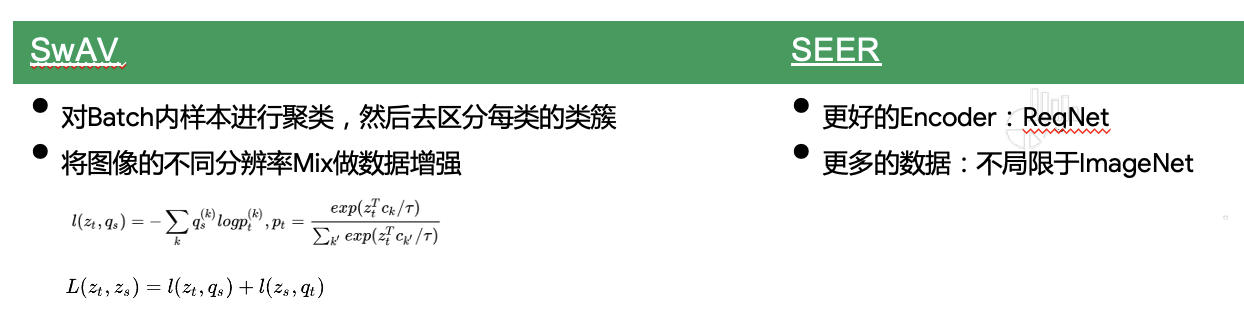 SwAV
对Batch内样本进行聚类，然后去区分每类的类簇
将图像的不同分辨率Mix做数据增强
l(z_t, q_s) = -\sum_k q_s^{(k)} log p_t^{(k)}, p_t = \frac{exp(z_t^T c_k/τ)}{\sum_{k'} exp(z_t^T c_{k'}/τ)}
L(z_t, z_s) = l(z_t, q_s) + l(z_s, q_t)
SEER
更好的Encoder：ReqNet
更多的数据：不局限于ImageNet